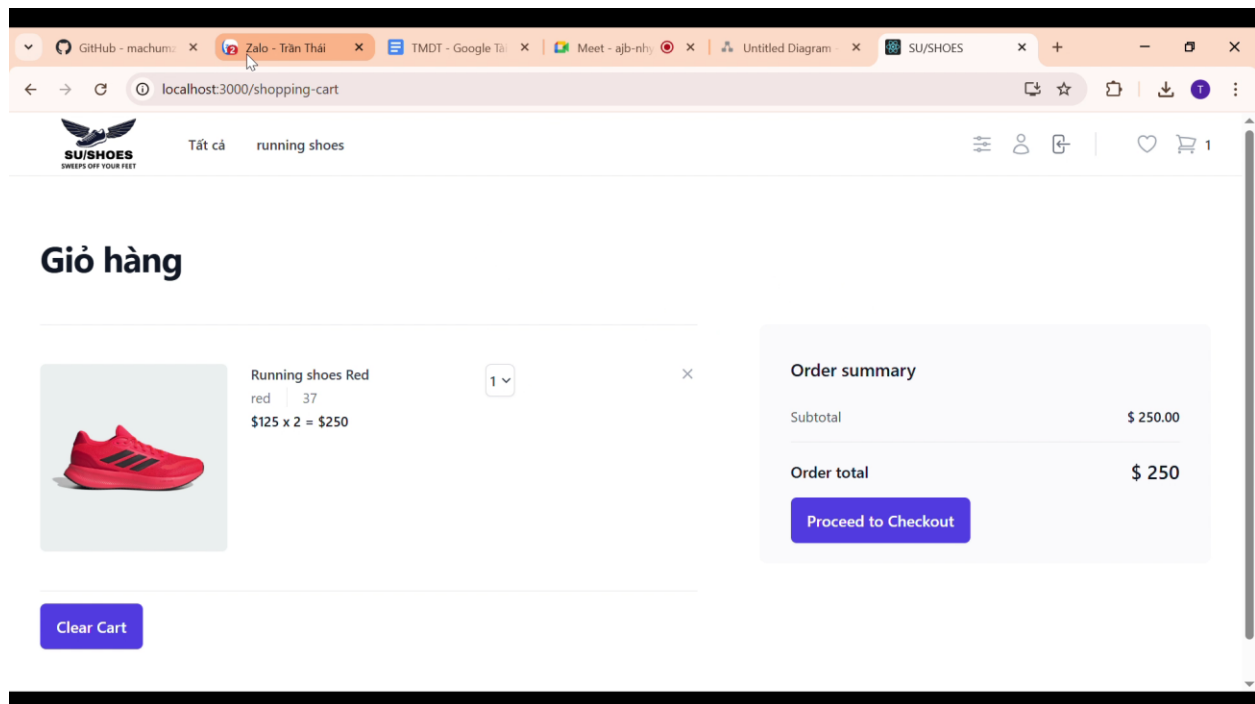 GitHub - machuma
2 Zalo - Trần Thái
TMDT - Google Tài
Meet - ajb-nhy
Untitled Diagram -
SU/SHOES
localhost:3000/shopping-cart
T
SU/SHOES
SWEEPS OFF YOUR FEET
Tất cả
running shoes
1
Giỏ hàng
Running shoes Red
red 37
$125 x 2 = $250
1
Order summary
Subtotal $ 250.00
Order total $ 250
Proceed to Checkout
Clear Cart